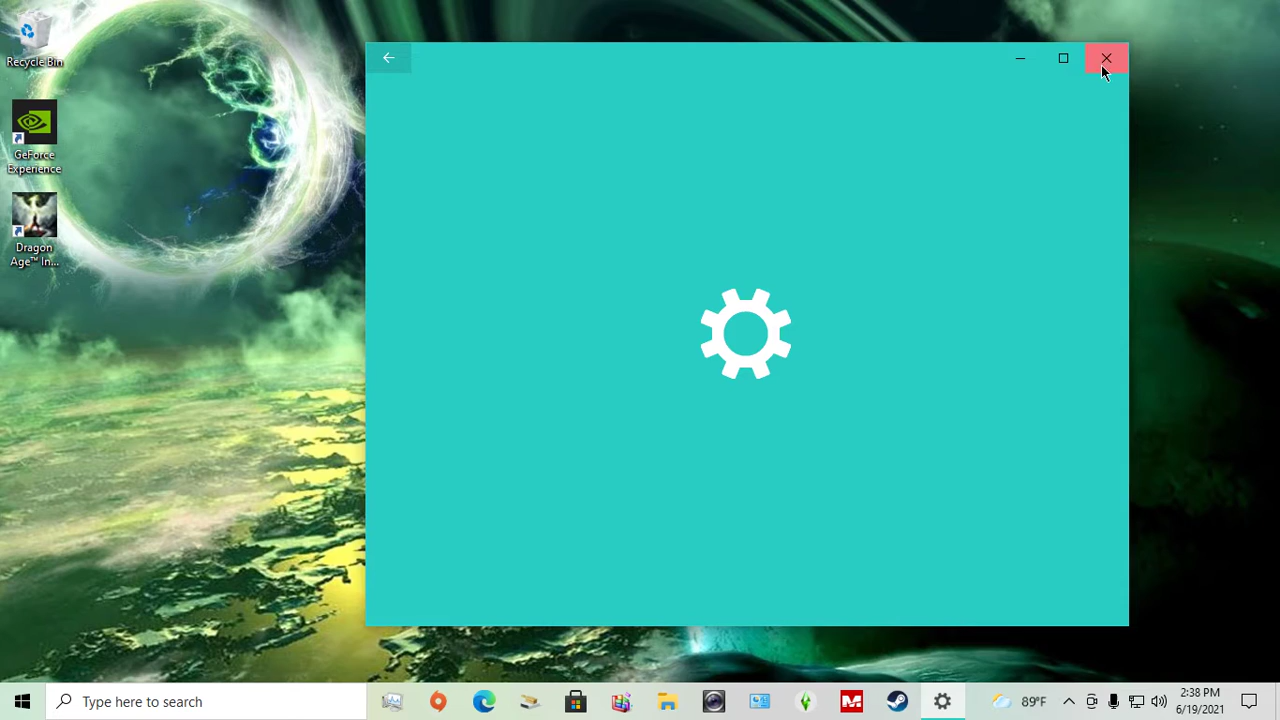 Recycle Bin
GeForce
Experience
Dragon
Age™ In...
Type here to search
89°F
2:38 PM
6/19/2021